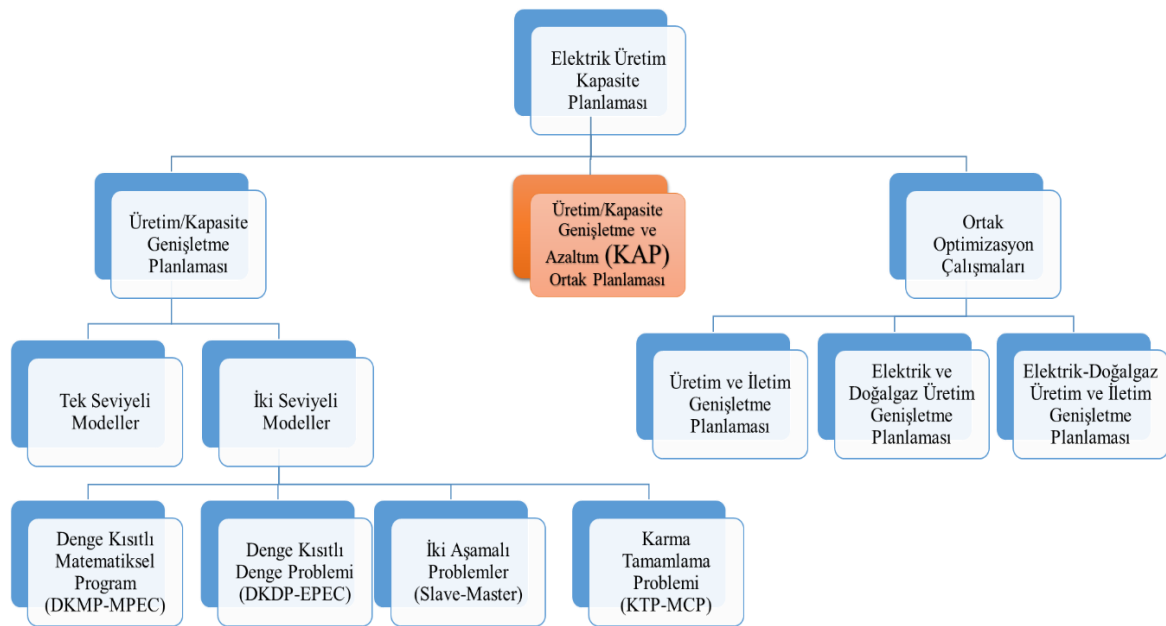 Elektrik Üretim
Kapasite
Planlaması
Üretim/Kapasite
Genişletme
Planlaması
Üretim/Kapasite
Genişletme ve
Azaltım (KAP)
Ortak Planlaması
Ortak
Optimizasyon
Çalışmaları
Tek Seviyeli
Modeller
İki Seviyeli
Modeller
Üretim ve İletim
Genişletme
Planlaması
Elektrik ve
Doğalgaz Üretim
Genişletme
Planlaması
Elektrik-Doğalgaz
Üretim ve İletim
Genişletme
Planlaması
Denge Kısıtlı
Matematiksel
Program
(DKMP-MPEC)
Denge Kısıtlı
Denge Problemi
(DKDP-EPEC)
İki Aşamalı
Problemler
(Slave-Master)
Karma
Tamamlama
Problemi
(KTP-MCP)